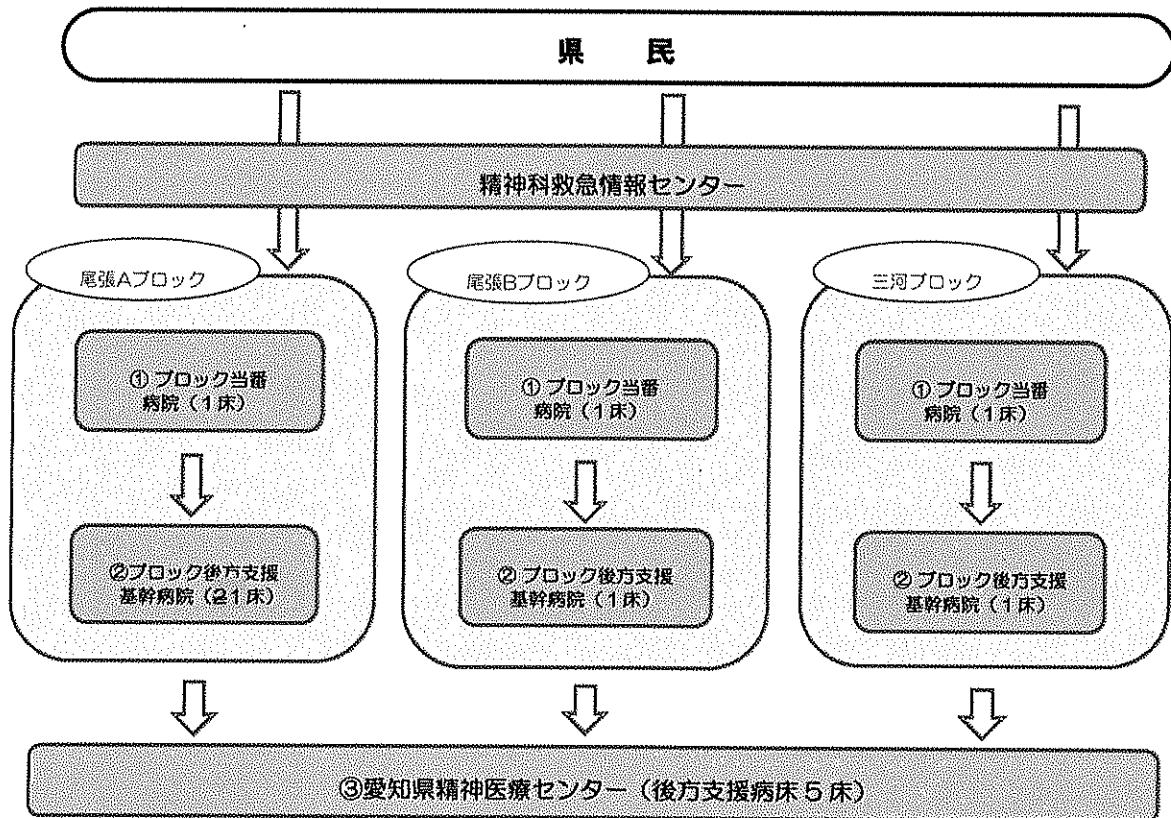 県　民
精神科救急情報センター
尾張Aブロック
① ブロック当番
病院（1床）
②ブロック後方支援
基幹病院（21床）
尾張Bブロック
① ブロック当番
病院（1床）
② ブロック後方支援
基幹病院（1床）
三河ブロック
① ブロック当番
病院（1床）
② ブロック後方支援
基幹病院（1床）
③愛知県精神医療センター（後方支援病床５床）